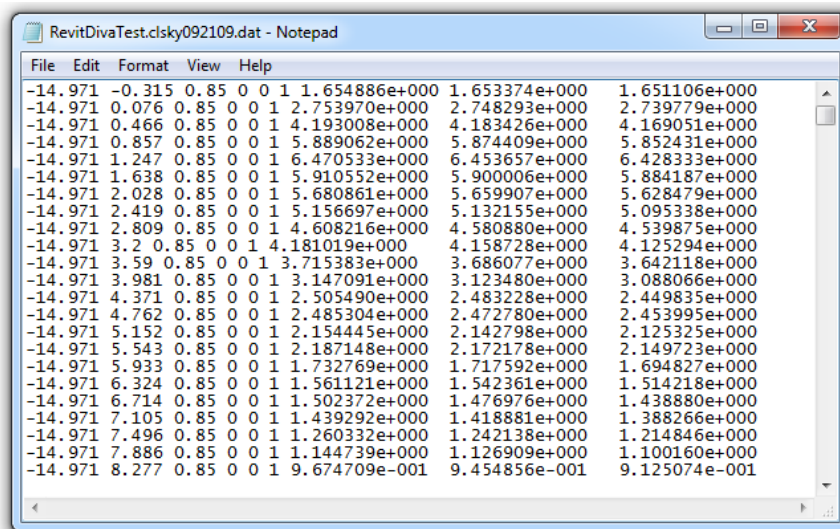 RevitDivaTest.clsky092109.dat - Notepad
File Edit Format View Help
-14.971 -0.315 0.85 0 0 1 1.654886e+000 1.653374e+000 1.651106e+000
-14.971 0.076 0.85 0 0 1 2.753970e+000 2.748293e+000 2.739779e+000
-14.971 0.466 0.85 0 0 1 4.193008e+000 4.183426e+000 4.169051e+000
-14.971 0.857 0.85 0 0 1 5.889062e+000 5.874409e+000 5.852431e+000
-14.971 1.247 0.85 0 0 1 6.470533e+000 6.453657e+000 6.428333e+000
-14.971 1.638 0.85 0 0 1 5.910552e+000 5.900006e+000 5.884187e+000
-14.971 2.028 0.85 0 0 1 5.680861e+000 5.659907e+000 5.628479e+000
-14.971 2.419 0.85 0 0 1 5.156697e+000 5.132155e+000 5.095338e+000
-14.971 2.809 0.85 0 0 1 4.608216e+000 4.580880e+000 4.539875e+000
-14.971 3.2 0.85 0 0 1 4.181019e+000 4.158728e+000 4.125294e+000
-14.971 3.59 0.85 0 0 1 3.715383e+000 3.686077e+000 3.642118e+000
-14.971 3.981 0.85 0 0 1 3.147091e+000 3.123480e+000 3.088066e+000
-14.971 4.371 0.85 0 0 1 2.505490e+000 2.483228e+000 2.449835e+000
-14.971 4.762 0.85 0 0 1 2.485304e+000 2.472780e+000 2.453995e+000
-14.971 5.152 0.85 0 0 1 2.154445e+000 2.142798e+000 2.125325e+000
-14.971 5.543 0.85 0 0 1 2.187148e+000 2.172178e+000 2.149723e+000
-14.971 5.933 0.85 0 0 1 1.732769e+000 1.717592e+000 1.694827e+000
-14.971 6.324 0.85 0 0 1 1.561121e+000 1.542361e+000 1.514218e+000
-14.971 6.714 0.85 0 0 1 1.502372e+000 1.476976e+000 1.438880e+000
-14.971 7.105 0.85 0 0 1 1.439292e+000 1.418881e+000 1.388266e+000
-14.971 7.496 0.85 0 0 1 1.260332e+000 1.242138e+000 1.214846e+000
-14.971 7.886 0.85 0 0 1 1.144739e+000 1.126909e+000 1.100160e+000
-14.971 8.277 0.85 0 0 1 9.674709e-001 9.454856e-001 9.125074e-001